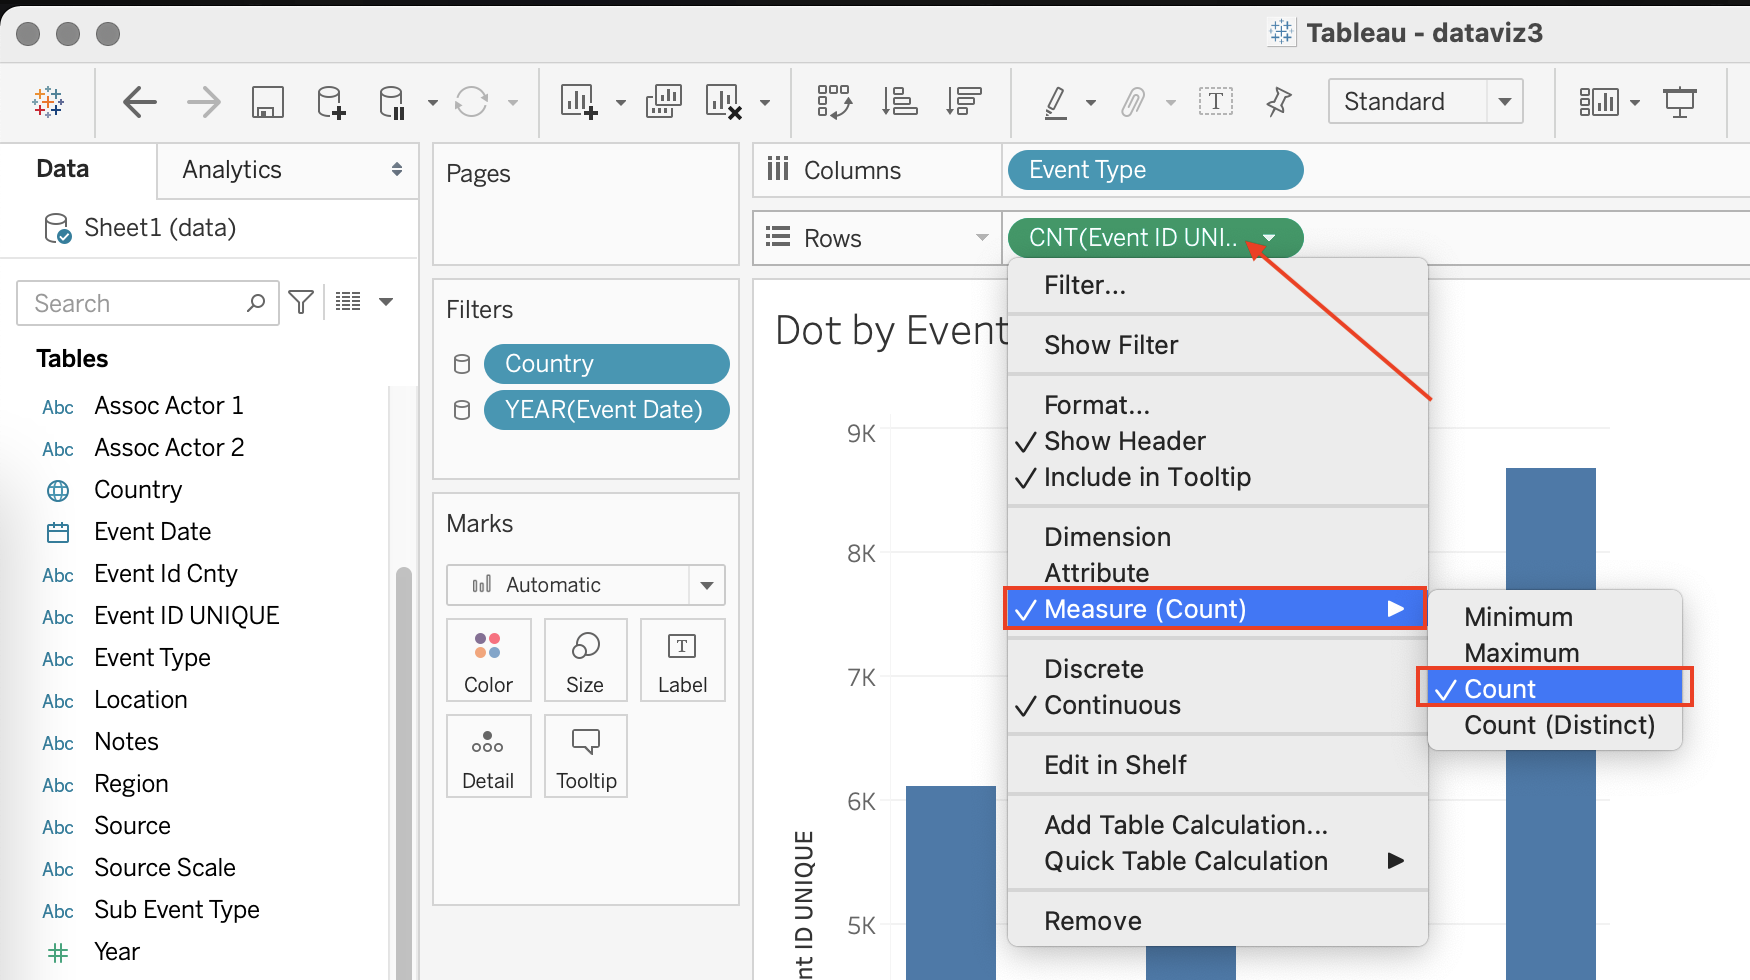 Tableau - dataviz3
Standard
Data
Analytics
Sheet1 (data)
Search
Tables
Abc Assoc Actor 1
Abc Assoc Actor 2
Country
Event Date
Abc Event Id Cnty
Abc Event ID UNIQUE
Abc Event Type
Abc Location
Abc Notes
Abc Region
Abc Source
Abc Source Scale
Abc Sub Event Type
Year
Pages
Filters
Country
YEAR(Event Date)
Marks
Automatic
Color
Size
T
Label
Detail
Tooltip
Columns
Event Type
Rows
CNT(Event ID UNI..
Dot by Event
9K
8K
7K
6K
5K
nt ID UNIQUE
Filter...
Show Filter
Format...
Show Header
Include in Tooltip
Dimension
Attribute
Measure (Count)
Discrete
Continuous
Edit in Shelf
Add Table Calculation...
Quick Table Calculation
Remove
Minimum
Maximum
Count
Count (Distinct)